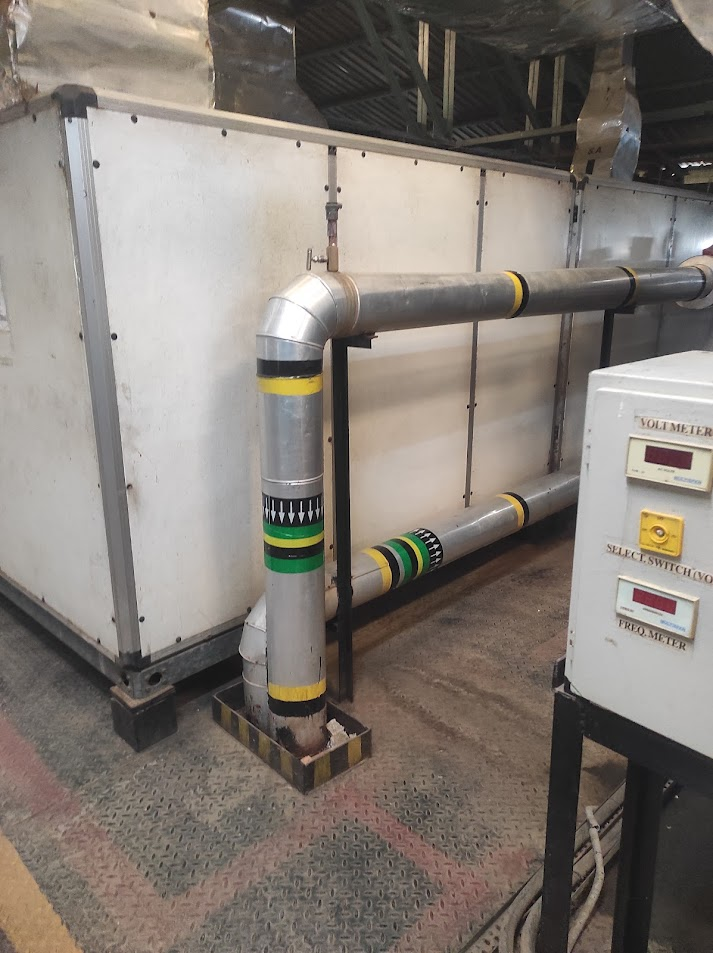 VOLT METER
SELECT. SWITCH (VO
FREQ. METER